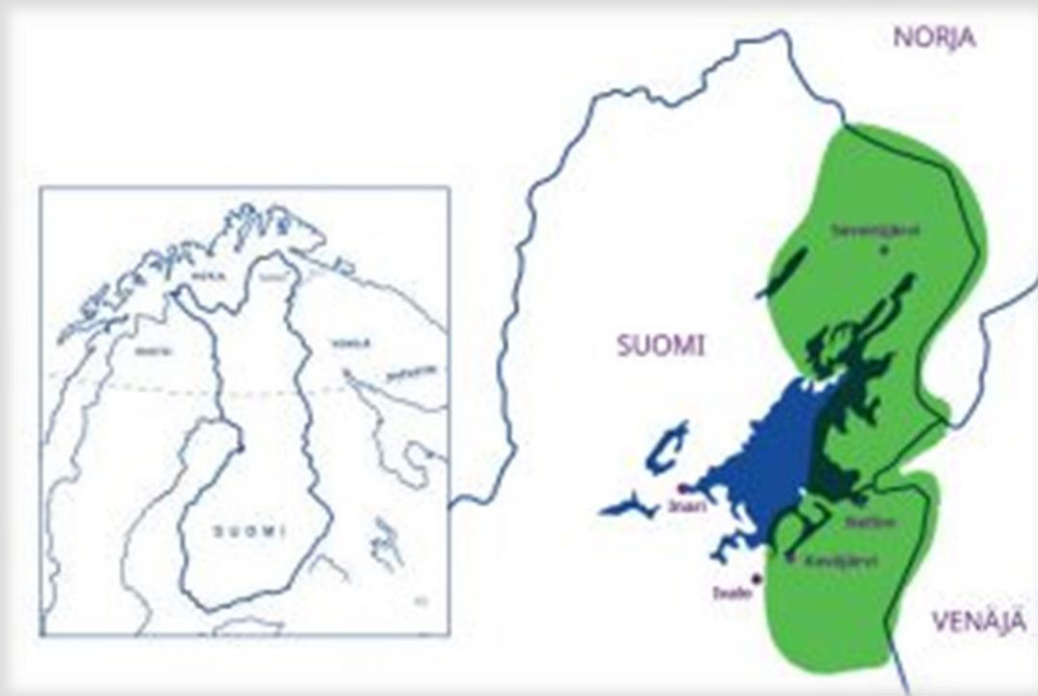 NORJA
Sevettijärvi
SUOMI
Inari
Nellim
Keväjärvi
Ivalo
VENÄJÄ
SUOMI